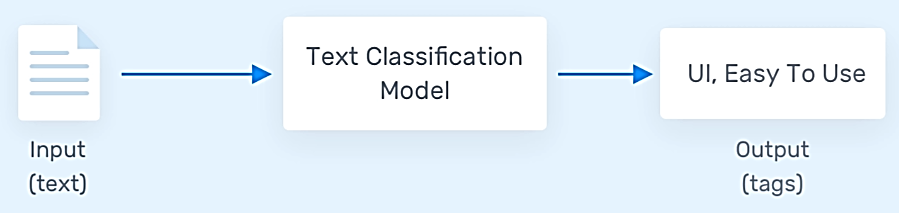 Input
(text)
Text Classification
Model
UI, Easy To Use
Output
(tags)